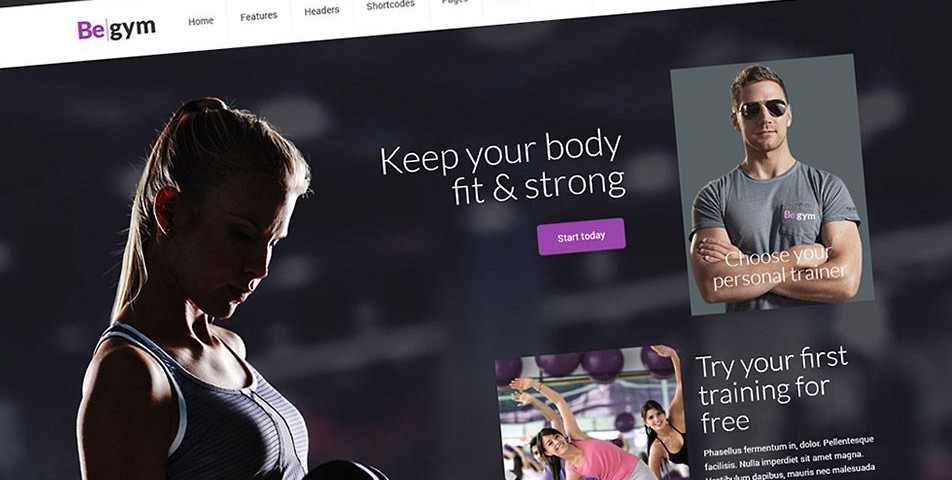 Be gym
Home
Features
Headers
Shortcodes
Pages
Keep your body
fit & strong
Start today
Be gym
Choose your
personal trainer
Try your first
training for
free
Phasellus fermentum in, dolor. Pellentesque
facilisis. Nulla imperdiet sit amet magna.
Vestibulum dapibus, mauris nec malesuada